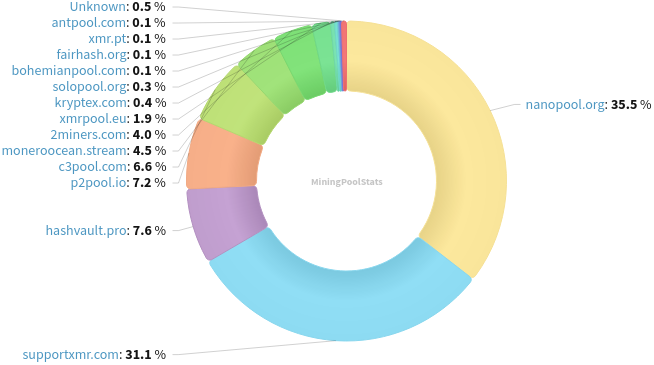 Unknown: 0.5 %
antpool.com: 0.1 %
xmr.pt: 0.1 %
fairhash.org: 0.1 %
bohemianpool.com: 0.1 %
solopool.org: 0.3 %
kryptex.com: 0.4 %
xmrpool.eu: 1.9 %
2miners.com: 4.0 %
moneroocean.stream: 4.5 %
c3pool.com: 6.6 %
p2pool.io: 7.2 %
hashvault.pro: 7.6 %
supportxmr.com: 31.1 %
nanopool.org: 35.5 %
MiningPoolStats